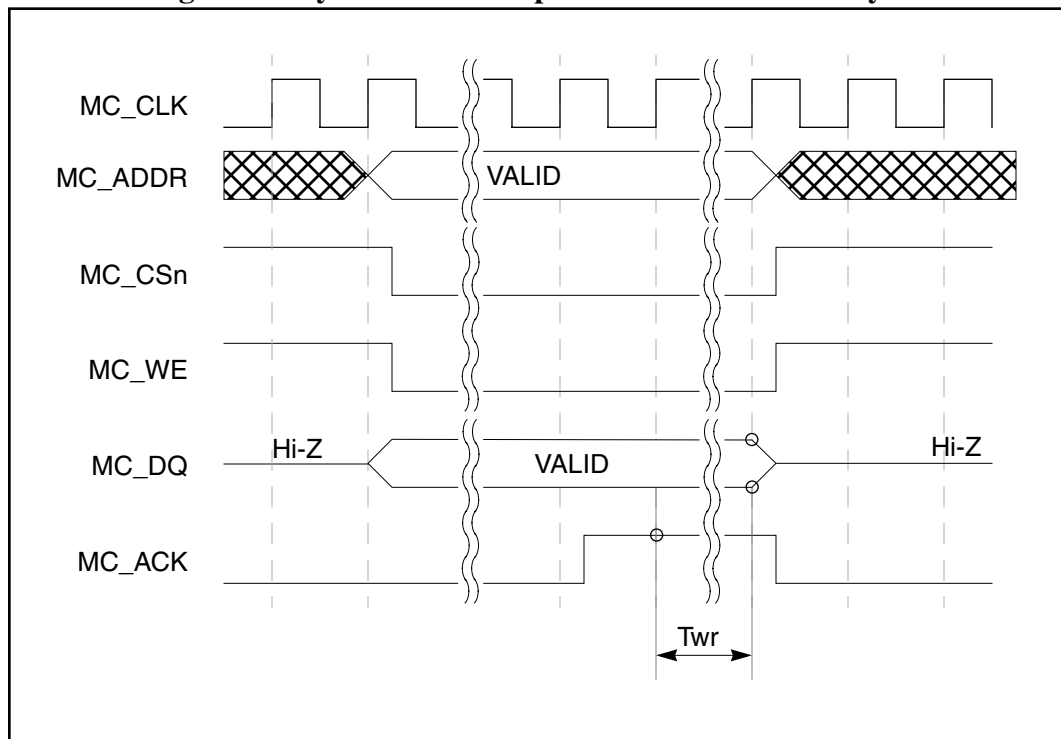 MC_CLK
MC_ADDR
VALID
MC_CSn
MC_WE
Hi-Z
Hi-Z
MC_DQ
VALID
MC_ACK
Twr